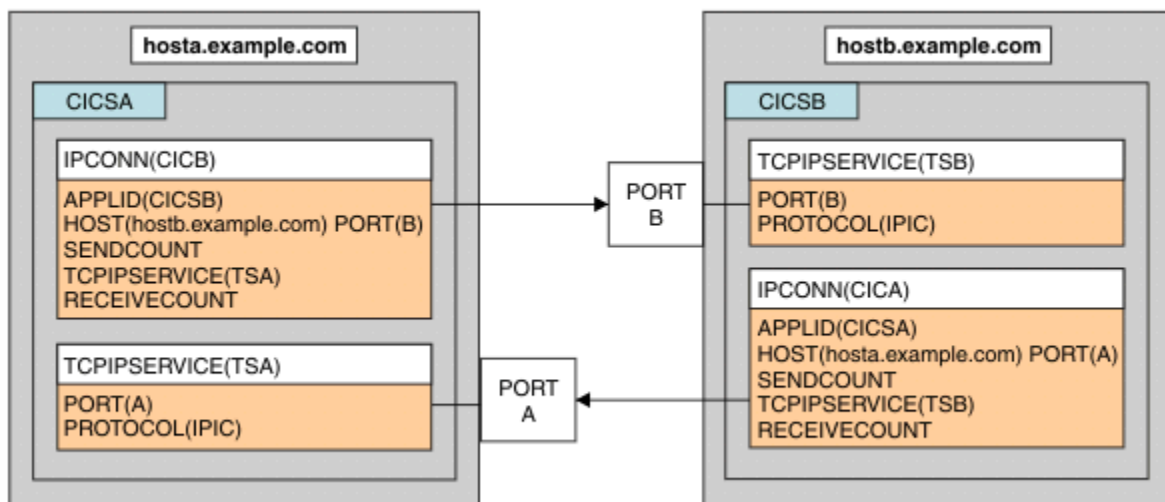 hosta.example.com
CICSA
IPCONN(CICB)
APPLID(CICSB)
HOST(hostb.example.com) PORT(B)
SENDCOUNT
TCPIPSERVICE(TSA)
RECEIVECOUNT
TCPIPSERVICE(TSA)
PORT(A)
PROTOCOL(IPIC)
PORT
B
PORT
A
hostb.example.com
CICSB
TCPIPSERVICE(TSB)
PORT(B)
PROTOCOL(IPIC)
IPCONN(CICA)
APPLID(CICSA)
HOST(hosta.example.com) PORT(A)
SENDCOUNT
TCPIPSERVICE(TSB)
RECEIVECOUNT